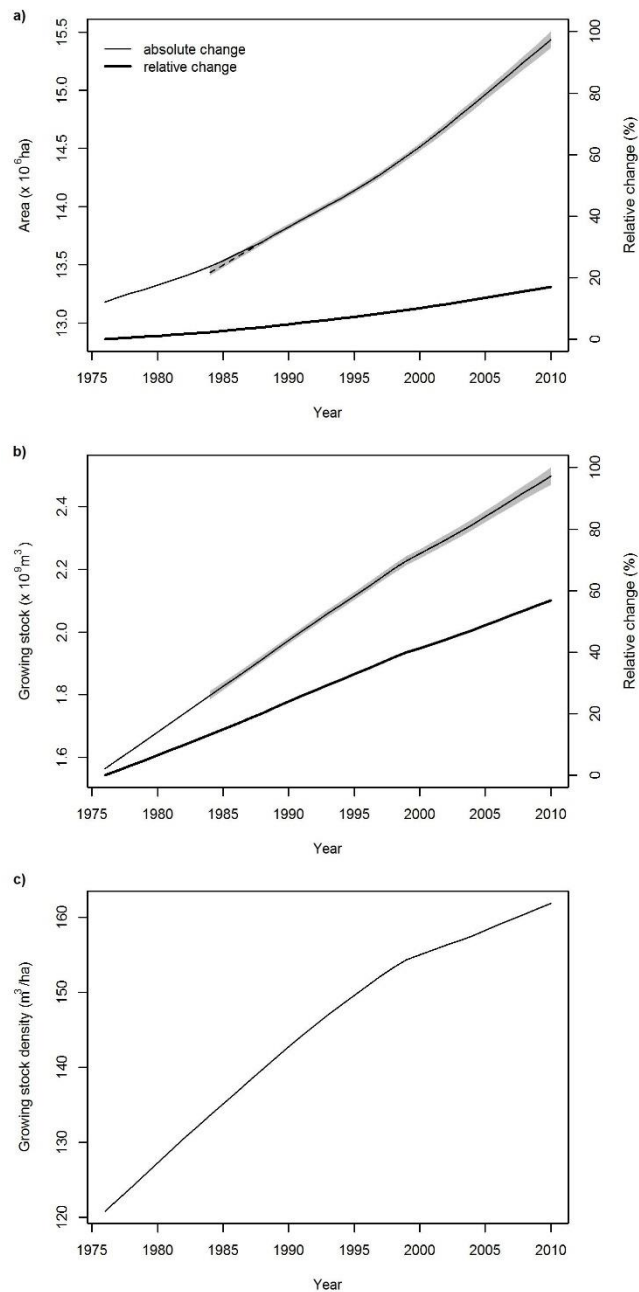 a)
absolute change
relative change
15.5
15.0
14.5
14.0
13.5
13.0
Area (x 10⁶ha)
100
80
60
40
20
0
Relative change (%)
1975 1980 1985 1990 1995 2000 2005 2010
Year
b)
2.4
2.2
2.0
1.8
1.6
Growing stock (x 10⁹m³)
100
80
60
40
20
0
Relative change (%)
1975 1980 1985 1990 1995 2000 2005 2010
Year
c)
160
150
140
130
120
Growing stock density (m³/ha)
1975 1980 1985 1990 1995 2000 2005 2010
Year